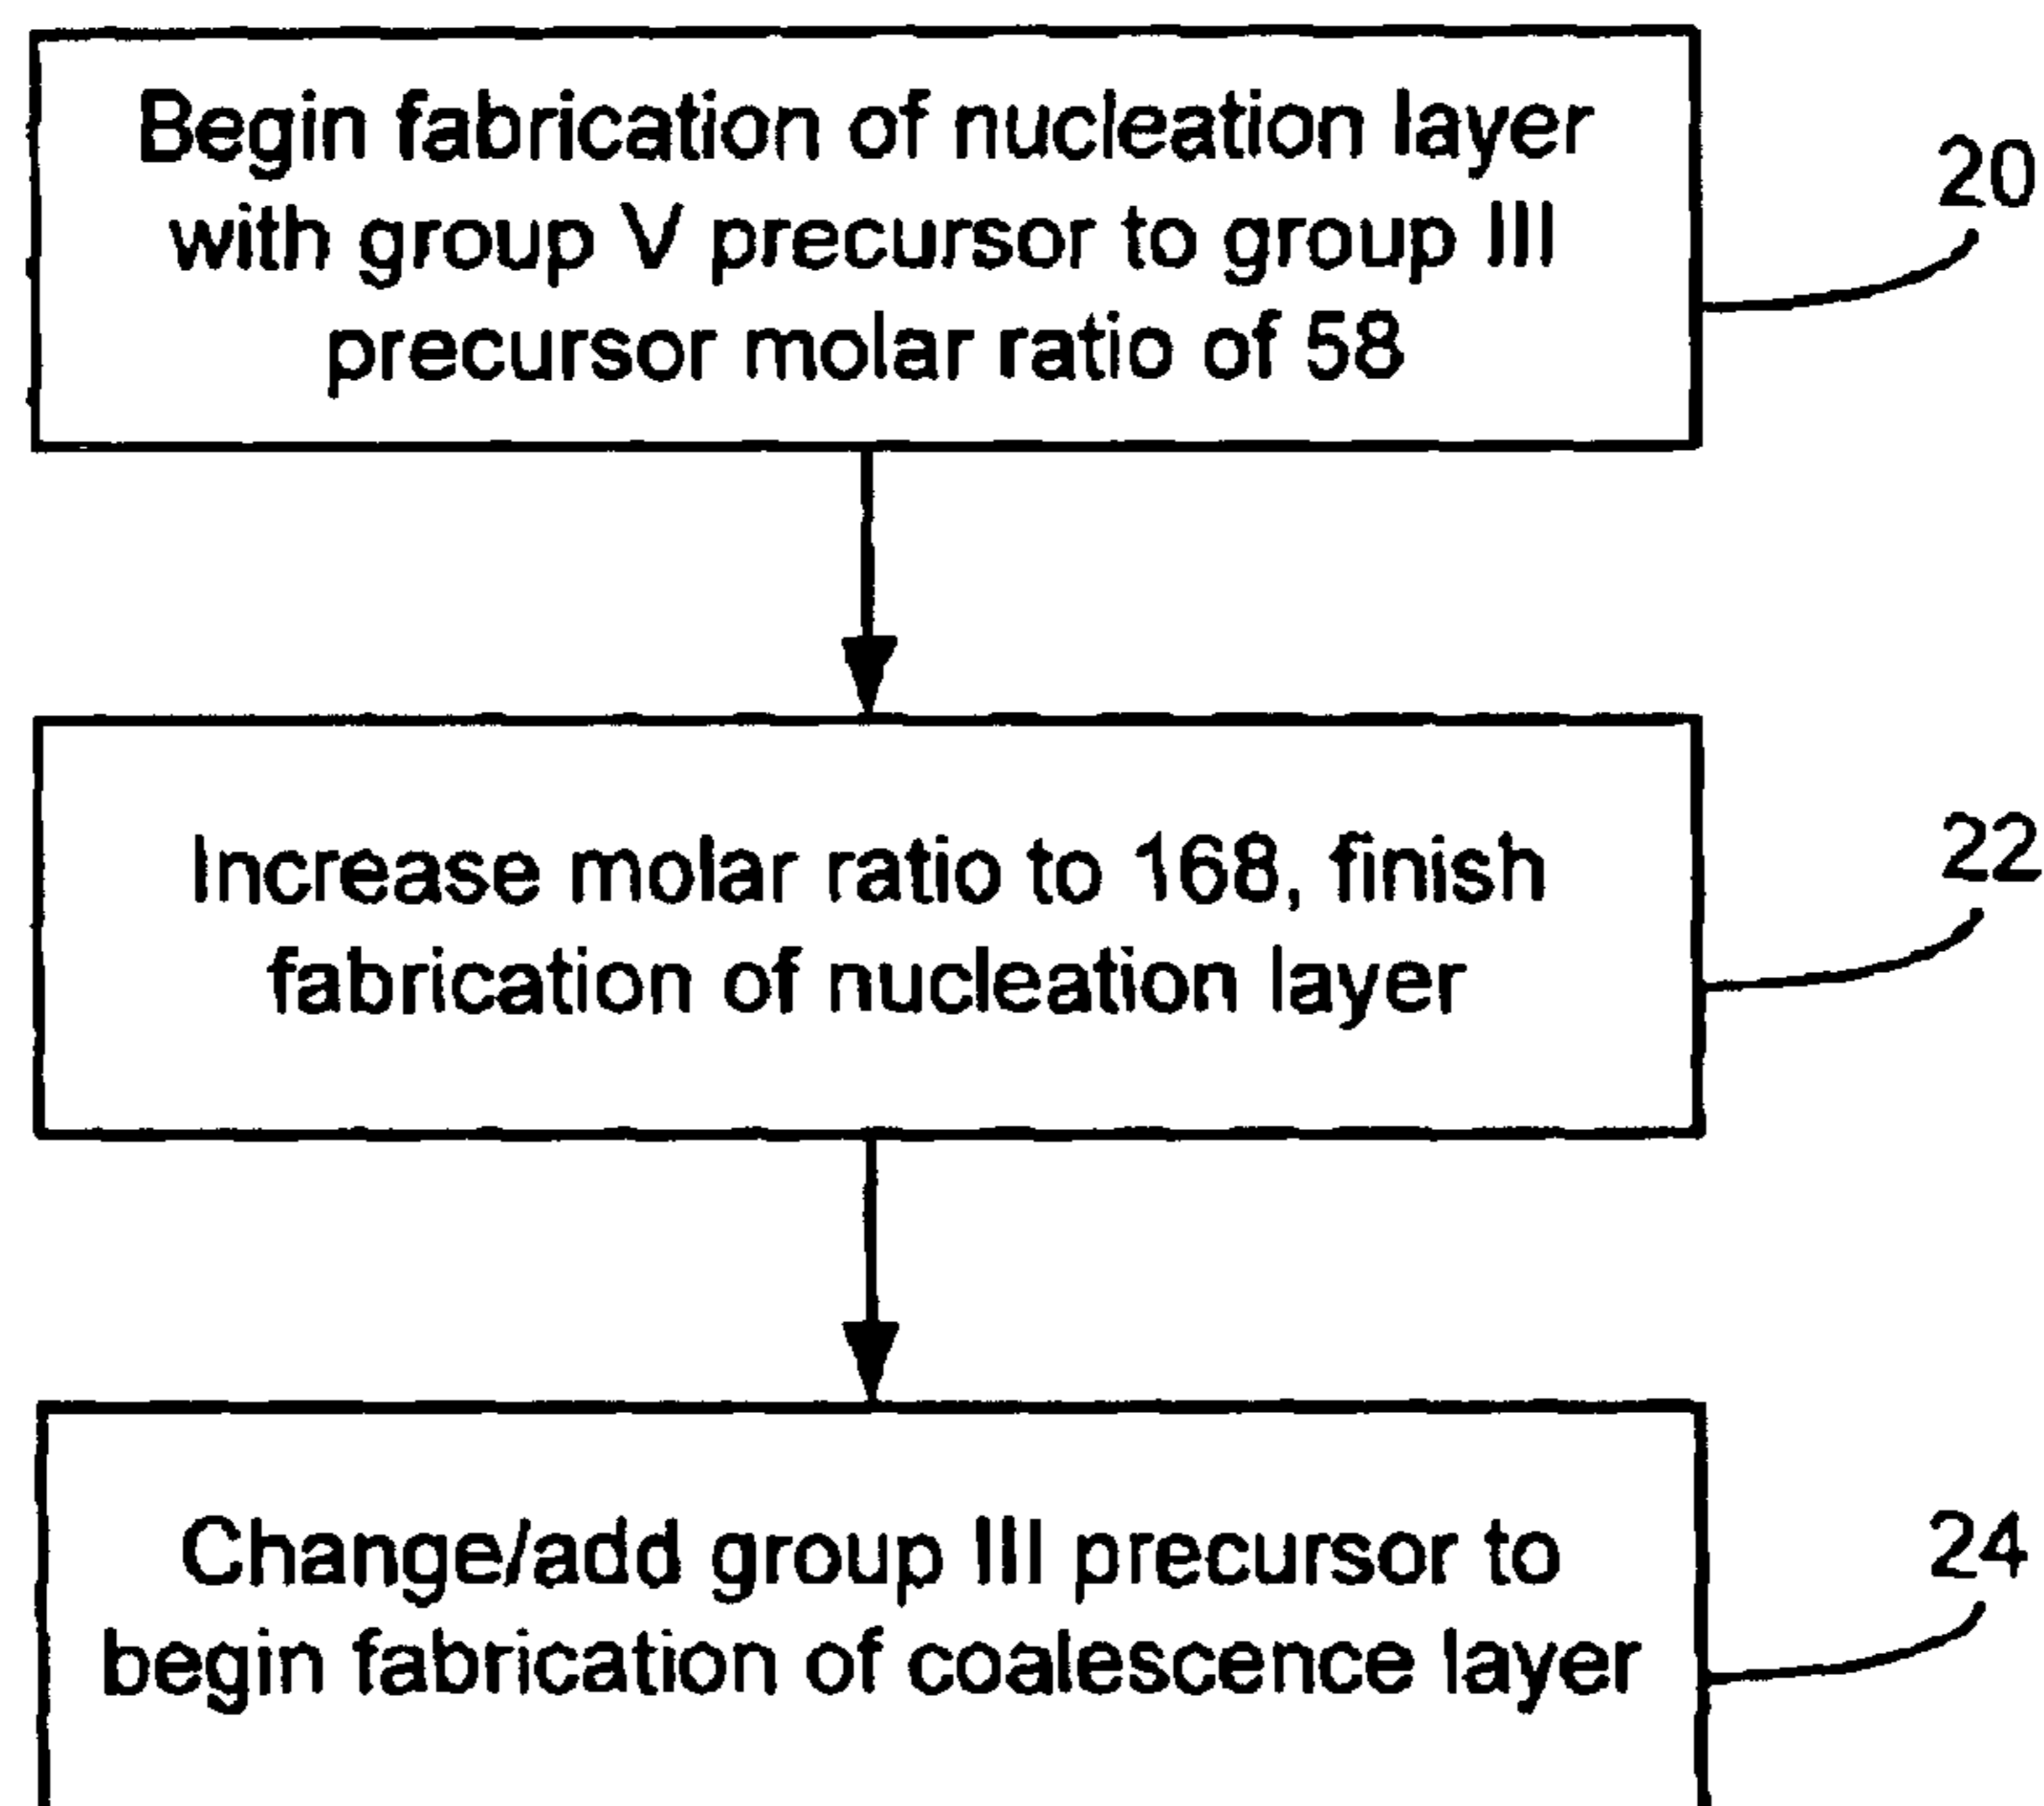 Begin fabrication of nucleation layer
with group V precursor to group III
precursor molar ratio of 58
20
Increase molar ratio to 168, finish
fabrication of nucleation layer
22
Change/add group III precursor to
begin fabrication of coalescence layer
24